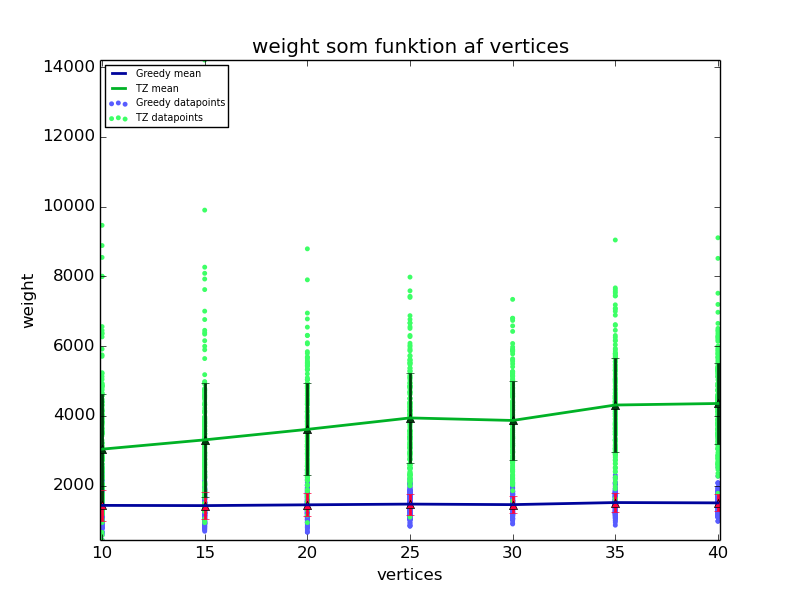 weight som funktion af vertices
14000
12000
10000
8000
6000
4000
2000
weight
Greedy mean
TZ mean
Greedy datapoints
TZ datapoints
10 15 20 25 30 35 40
vertices